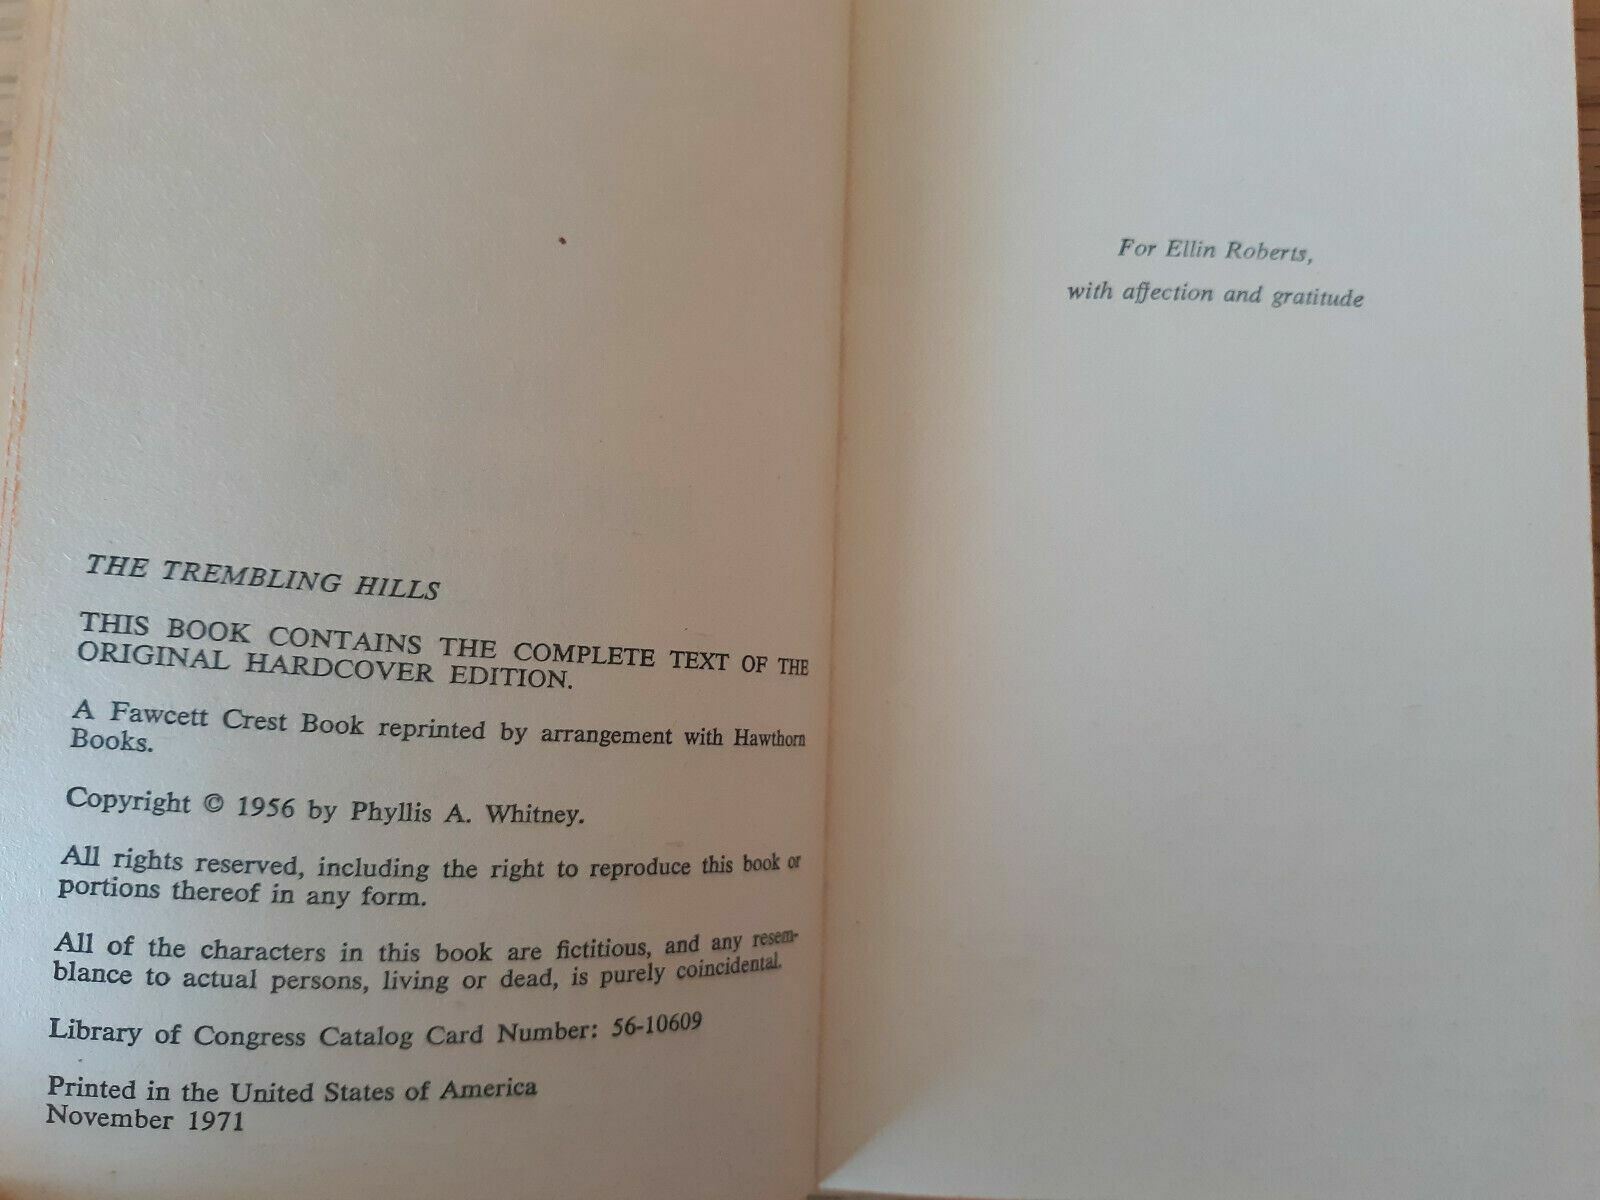 THE TREMBLING HILLS
THIS BOOK CONTAINS THE COMPLETE TEXT OF THE
ORIGINAL HARDCOVER EDITION.
A Fawcett Crest Book reprinted by arrangement with Hawthorn
Books.
Copyright © 1956 by Phyllis A. Whitney.
All rights reserved, including the right to reproduce this book or
portions thereof in any form.
All of the characters in this book are fictitious, and any resem-
blance to actual persons, living or dead, is purely coincidental.
Library of Congress Catalog Card Number: 56-10609
Printed in the United States of America
November 1971
For Ellin Roberts,
with affection and gratitude